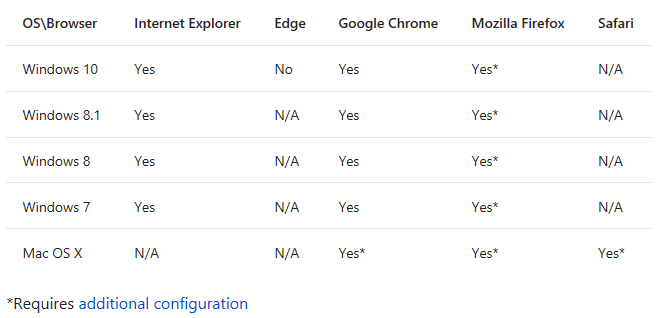 OS\Browser Internet Explorer Edge Google Chrome Mozilla Firefox Safari
Windows 10 Yes No Yes Yes* N/A
Windows 8.1 Yes N/A Yes Yes* N/A
Windows 8 Yes N/A Yes Yes* N/A
Windows 7 Yes N/A Yes Yes* N/A
Mac OS X N/A N/A Yes* Yes* Yes*
*Requires additional configuration